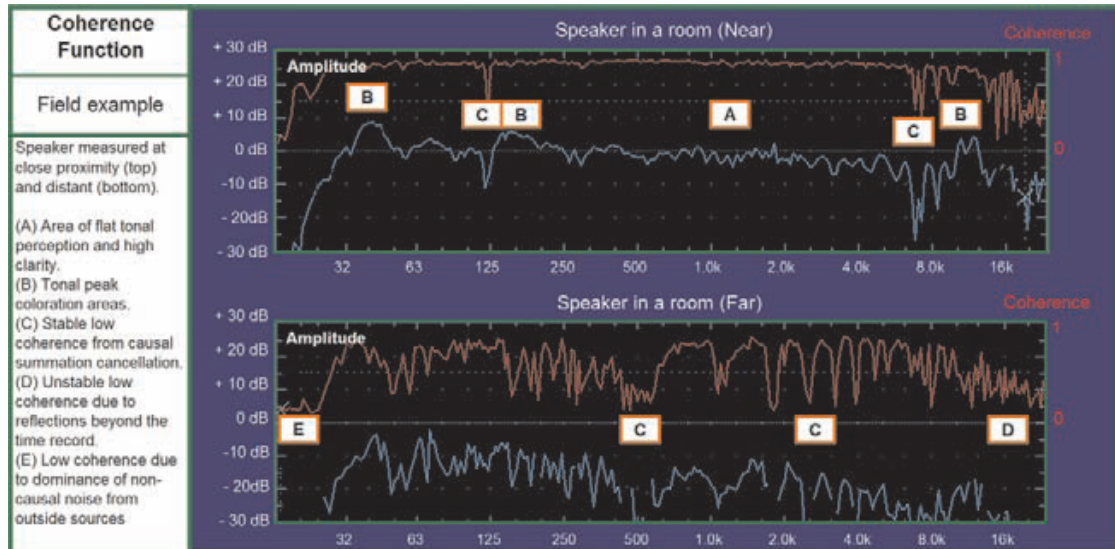 Coherence
Function
Field example
Speaker measured at
close proximity (top)
and distant (bottom).
(A) Area of flat tonal
perception and high
clarity.
(B) Tonal peak
coloration areas.
(C) Stable low
coherence from causal
summation cancellation.
(D) Unstable low
coherence due to
reflections beyond the
time record.
(E) Low coherence due
to dominance of non-
causal noise from
outside sources
Speaker in a room (Near)
Coherence
+ 30 dB
Amplitude
1
+ 20 dB
B
+ 10 dB
C B A C B
0 dB
0
-10 dB
- 20dB
- 30 dB
32 63 125 250 500 1.0k 2.0k 4.0k 8.0k 16k
Speaker in a room (Far)
Coherence
+ 30 dB
Amplitude
1
+ 20 dB
+ 10 dB
0 dB
0
E C C D
-10 dB
- 20dB
- 30 dB
32 63 125 250 500 1.0k 2.0k 4.0k 8.0k 16k